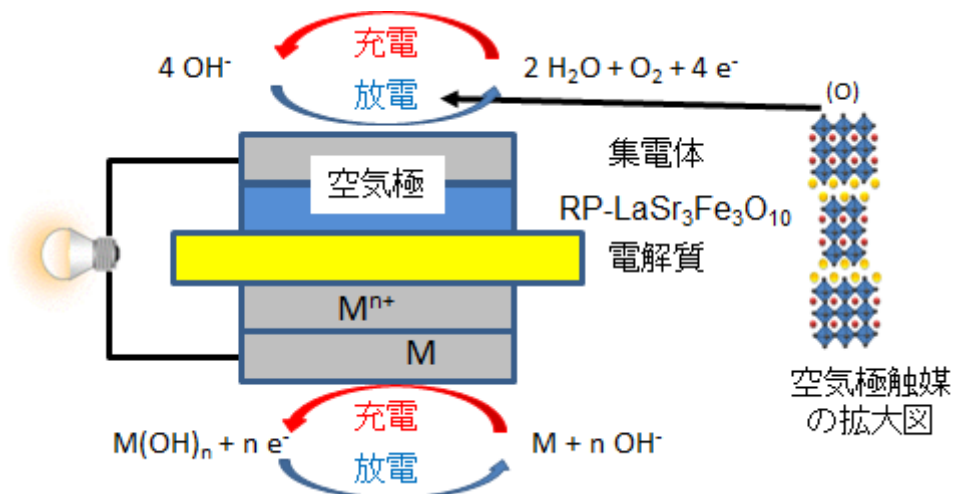 充電
4 OH⁻
2 H₂O + O₂ + 4 e⁻
放電
(O)
集電体
空気極
RP-LaSr₃Fe₃O₁₀
電解質
Mⁿ⁺
M
空気極触媒
の拡大図
充電
M(OH)ₙ + n e⁻
M + n OH⁻
放電